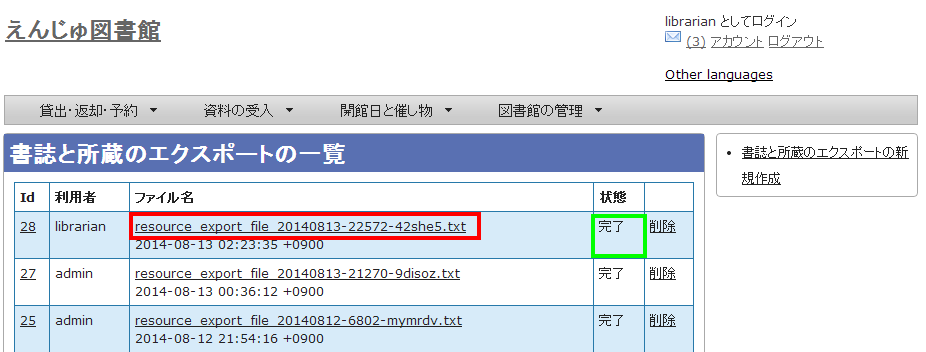 えんじゅ図書館
librarian としてログイン
(3) アカウント ログアウト
Other languages
貸出・返却・予約 資料の受入 開館日と催し物 図書館の管理
書誌と所蔵のエクスポートの一覧
書誌と所蔵のエクスポートの新
規作成
Id 利用者 ファイル名 状態
28 librarian resource_export_file_20140813-22572-42she5.txt 完了 削除
2014-08-13 02:23:35 +0900
27 admin resource_export_file_20140813-21270-9disoz.txt 完了 削除
2014-08-13 00:36:12 +0900
25 admin resource_export_file_20140812-6802-mymrdv.txt 完了 削除
2014-08-12 21:54:16 +0900